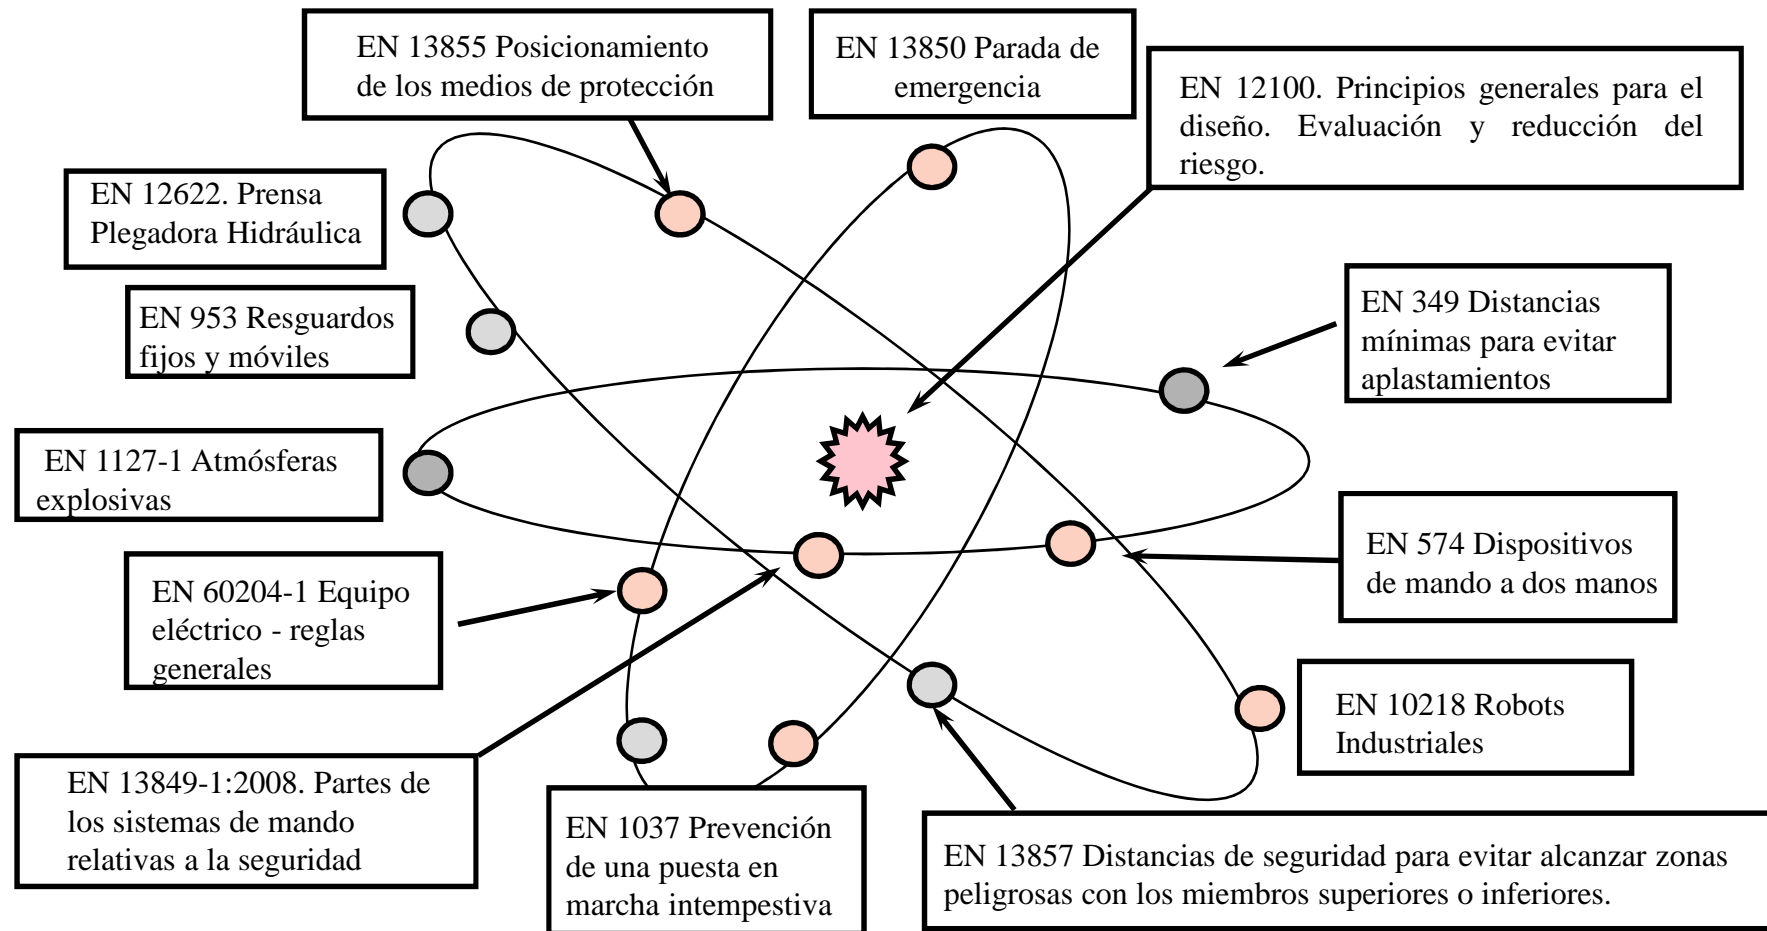 EN 13855 Posicionamiento
de los medios de protección
EN 13850 Parada de
emergencia
EN 12100. Principios generales para el
diseño. Evaluación y reducción del
riesgo.
EN 12622. Prensa
Plegadora Hidráulica
EN 953 Resguardos
fijos y móviles
EN 349 Distancias
mínimas para evitar
aplastamientos
EN 1127-1 Atmósferas
explosivas
EN 574 Dispositivos
de mando a dos manos
EN 60204-1 Equipo
eléctrico - reglas
generales
EN 10218 Robots
Industriales
EN 13849-1:2008. Partes de
los sistemas de mando
relativas a la seguridad
EN 1037 Prevención
de una puesta en
marcha intempestiva
EN 13857 Distancias de seguridad para evitar alcanzar zonas
peligrosas con los miembros superiores o inferiores.